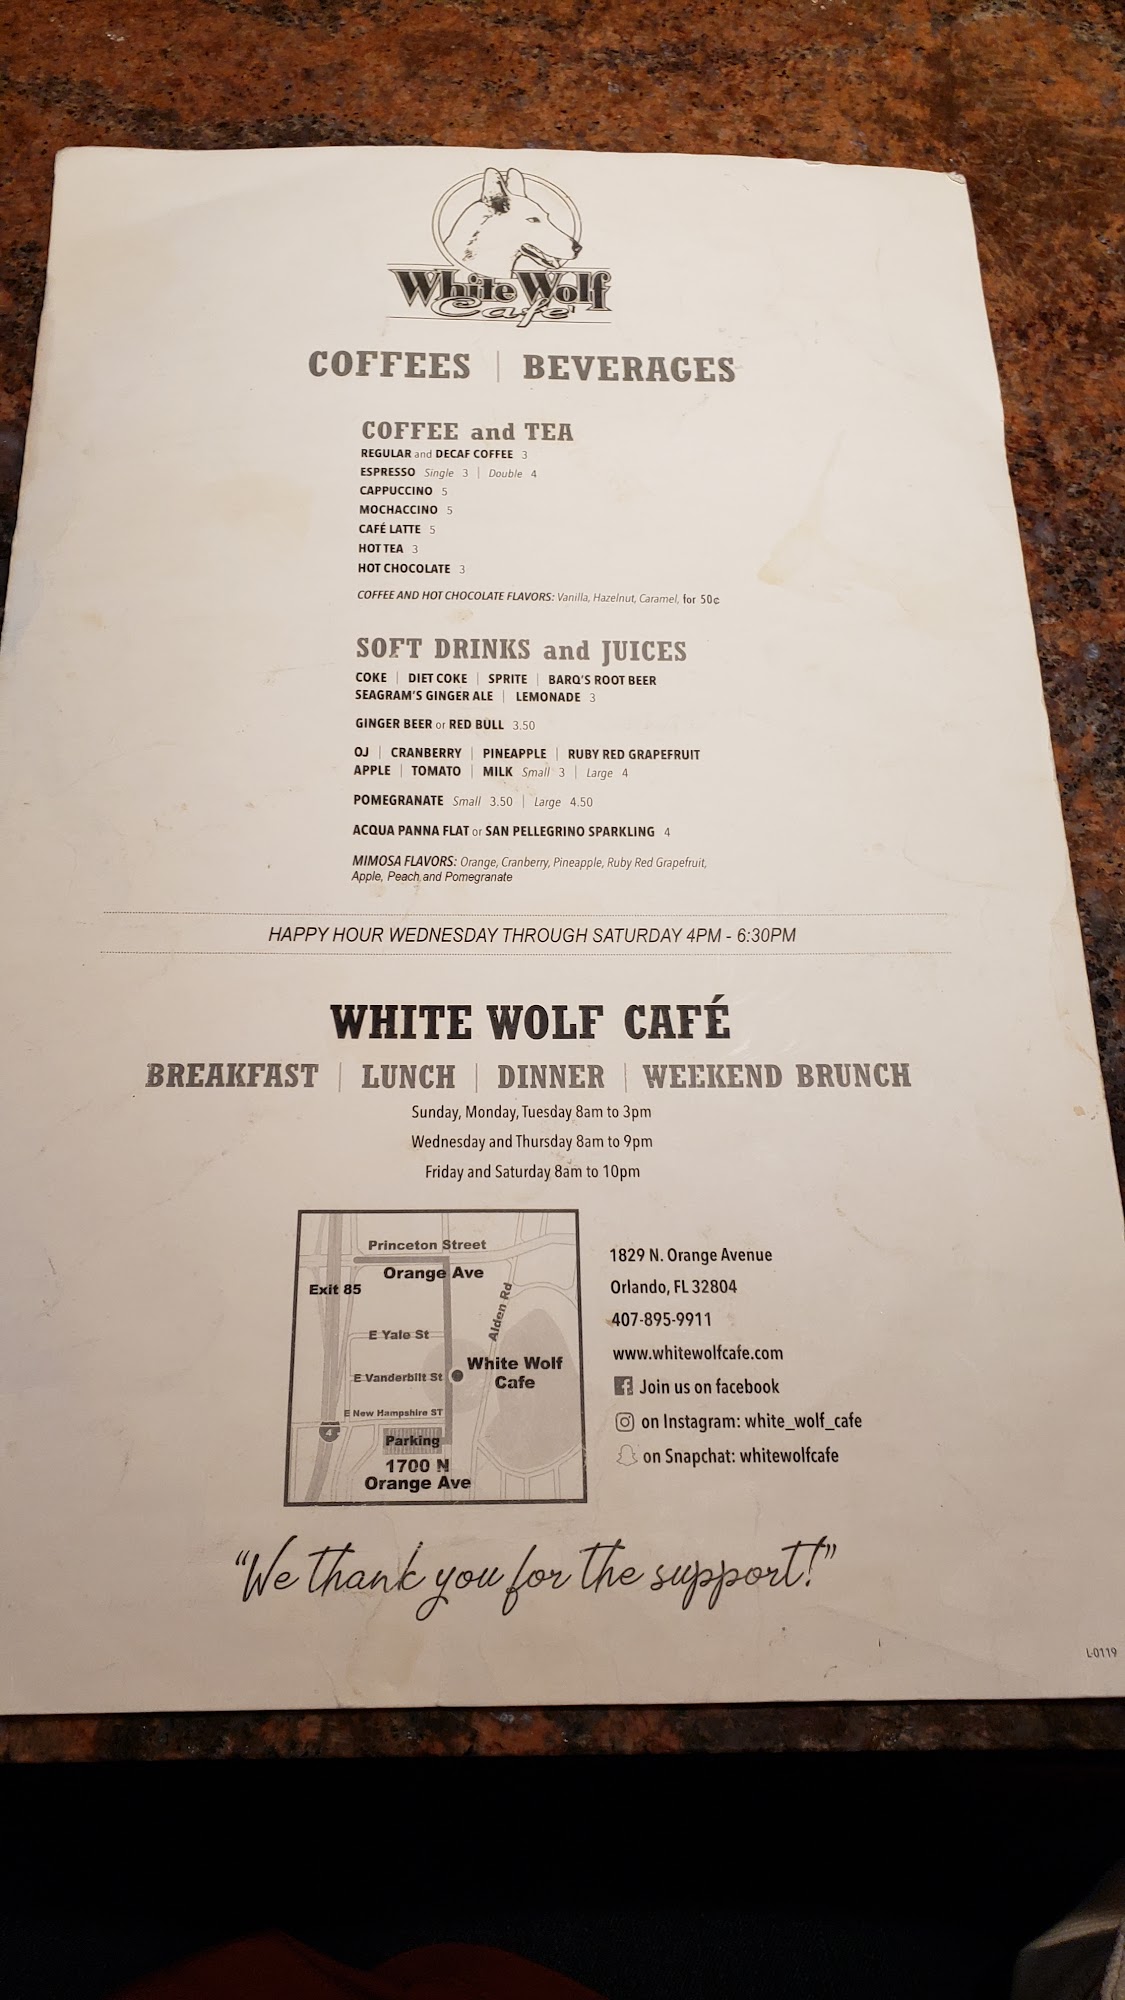 White Wolf
Cafe
COFFEES | BEVERAGES
COFFEE and TEA
REGULAR and DECAF COFFEE 3
ESPRESSO Single 3 | Double 4
CAPPUCCINO 5
MOCHACCINO 5
CAFÉ LATTE 5
HOT TEA 3
HOT CHOCOLATE 3
COFFEE AND HOT CHOCOLATE FLAVORS: Vanilla, Hazelnut, Caramel, for 50¢
SOFT DRINKS and JUICES
COKE | DIET COKE | SPRITE | BARQ'S ROOT BEER
SEAGRAM'S GINGER ALE | LEMONADE 3
GINGER BEER or RED BULL 3.50
OJ | CRANBERRY | PINEAPPLE | RUBY RED GRAPEFRUIT
APPLE | TOMATO | MILK Small 3 | Large 4
POMEGRANATE Small 3.50 | Large 4.50
ACQUA PANNA FLAT or SAN PELLEGRINO SPARKLING 4
MIMOSA FLAVORS: Orange, Cranberry, Pineapple, Ruby Red Grapefruit,
Apple, Peach and Pomegranate
HAPPY HOUR WEDNESDAY THROUGH SATURDAY 4PM - 6:30PM
WHITE WOLF CAFÉ
BREAKFAST | LUNCH | DINNER | WEEKEND BRUNCH
Sunday, Monday, Tuesday 8am to 3pm
Wednesday and Thursday 8am to 9pm
Friday and Saturday 8am to 10pm
Princeton Street
Orange Ave
Exit 85
Alden Rd
E Yale St
E Vanderbilt St
White Wolf
Cafe
E New Hampshire ST
4
Parking
1700 N
Orange Ave
1829 N. Orange Avenue
Orlando, FL 32804
407-895-9911
www.whitewolfcafe.com
Join us on facebook
on Instagram: white_wolf_cafe
on Snapchat: whitewolfcafe
"We thank you for the support!"
L-0119